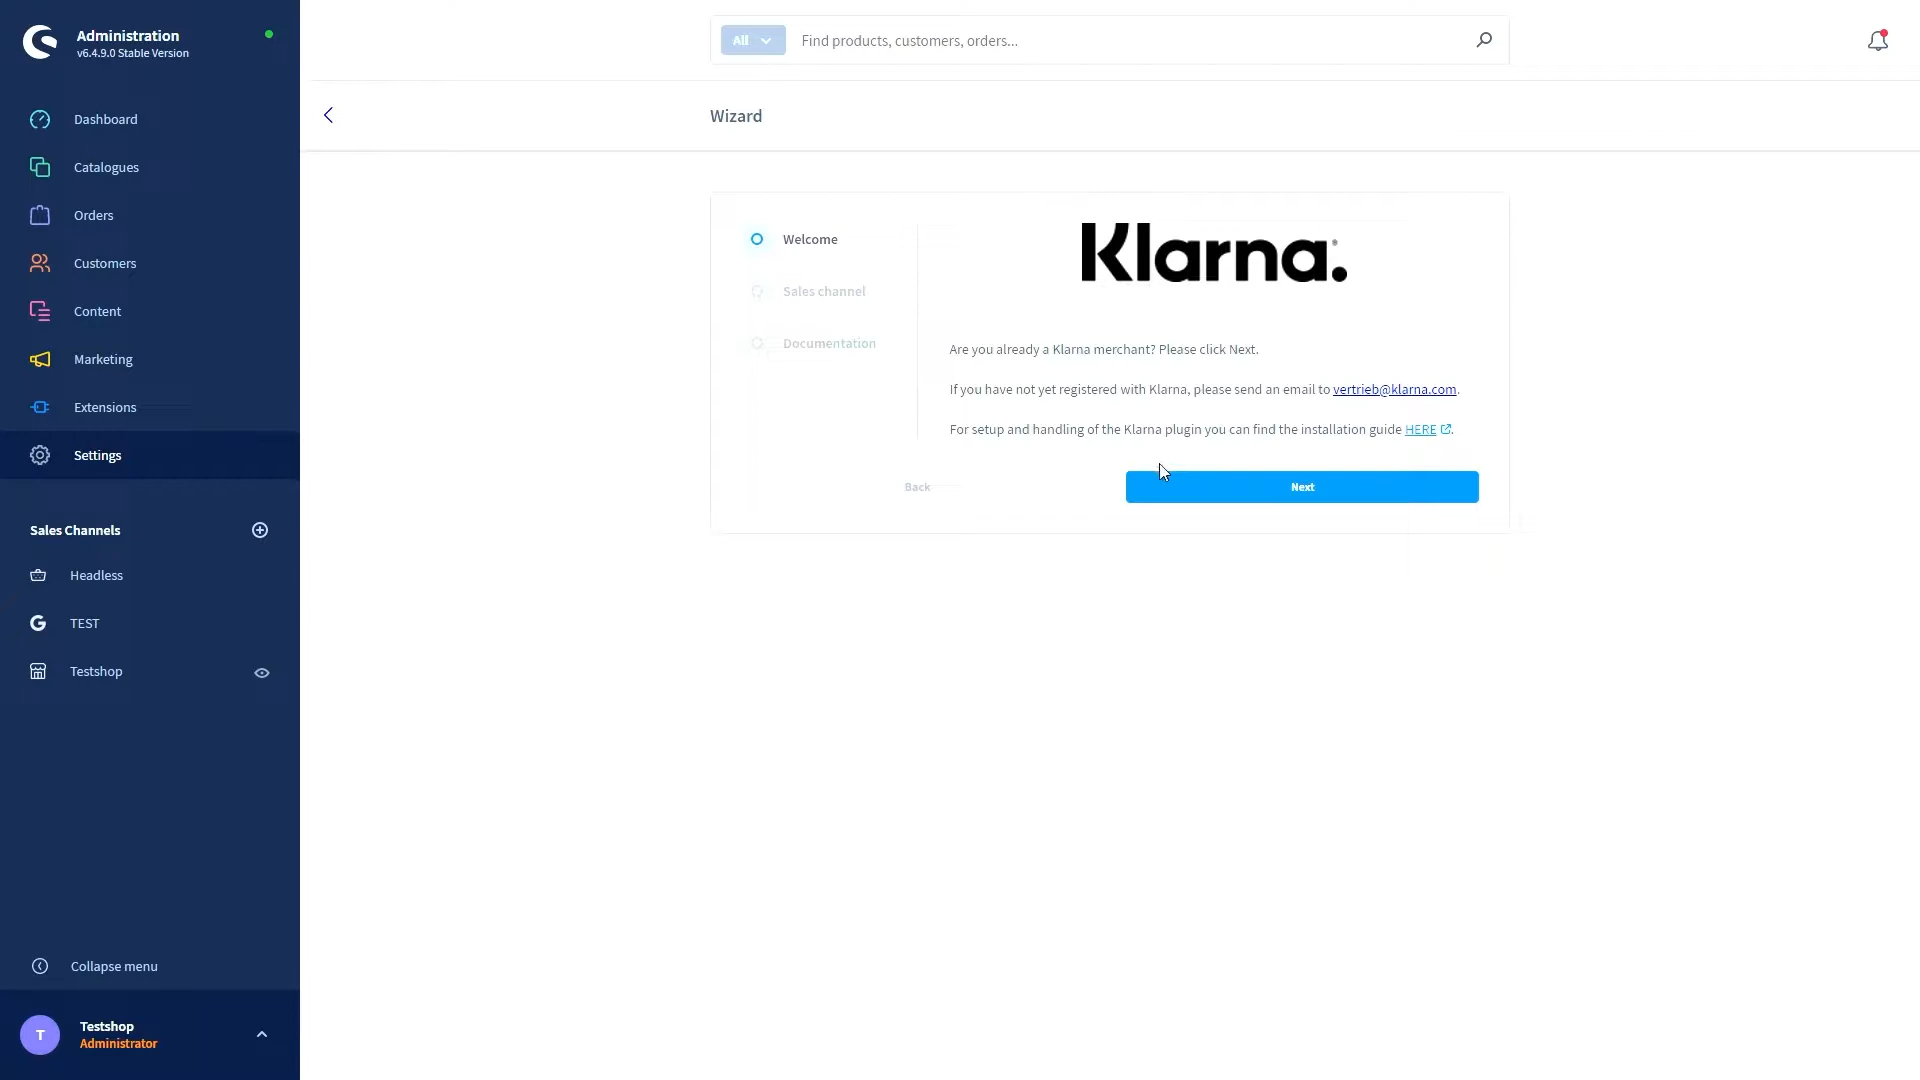 Administration
v6.4.9.0 Stable Version
Dashboard
Catalogues
Orders
Customers
Content
Marketing
Extensions
Settings
Sales Channels
Headless
TEST
Testshop
Collapse menu
T
Testshop
Administrator
All
Find products, customers, orders...
Wizard
Welcome
Sales channel
Documentation
Klarna.
Are you already a Klarna merchant? Please click Next.
If you have not yet registered with Klarna, please send an email to vertrieb@klarna.com.
For setup and handling of the Klarna plugin you can find the installation guide HERE.
Back
Next